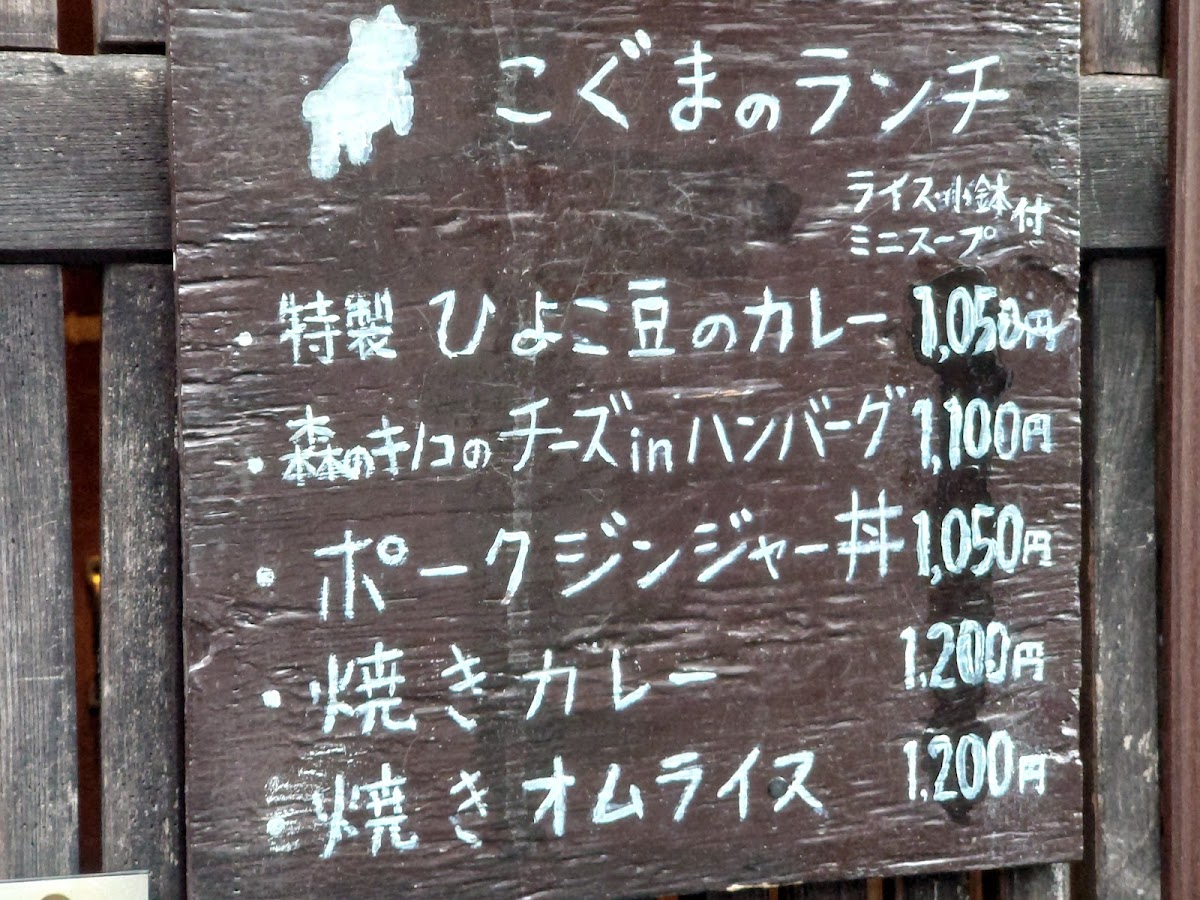 こぐまのランチ
ライス・小鉢
ミニスープ 付
・特製 ひよこ豆のカレー 1,050円
・森のキノコのチーズinハンバーグ 1,100円
・ポークジンジャー丼 1,050円
・焼きカレー 1.200円
・焼きオムライス 1.200円